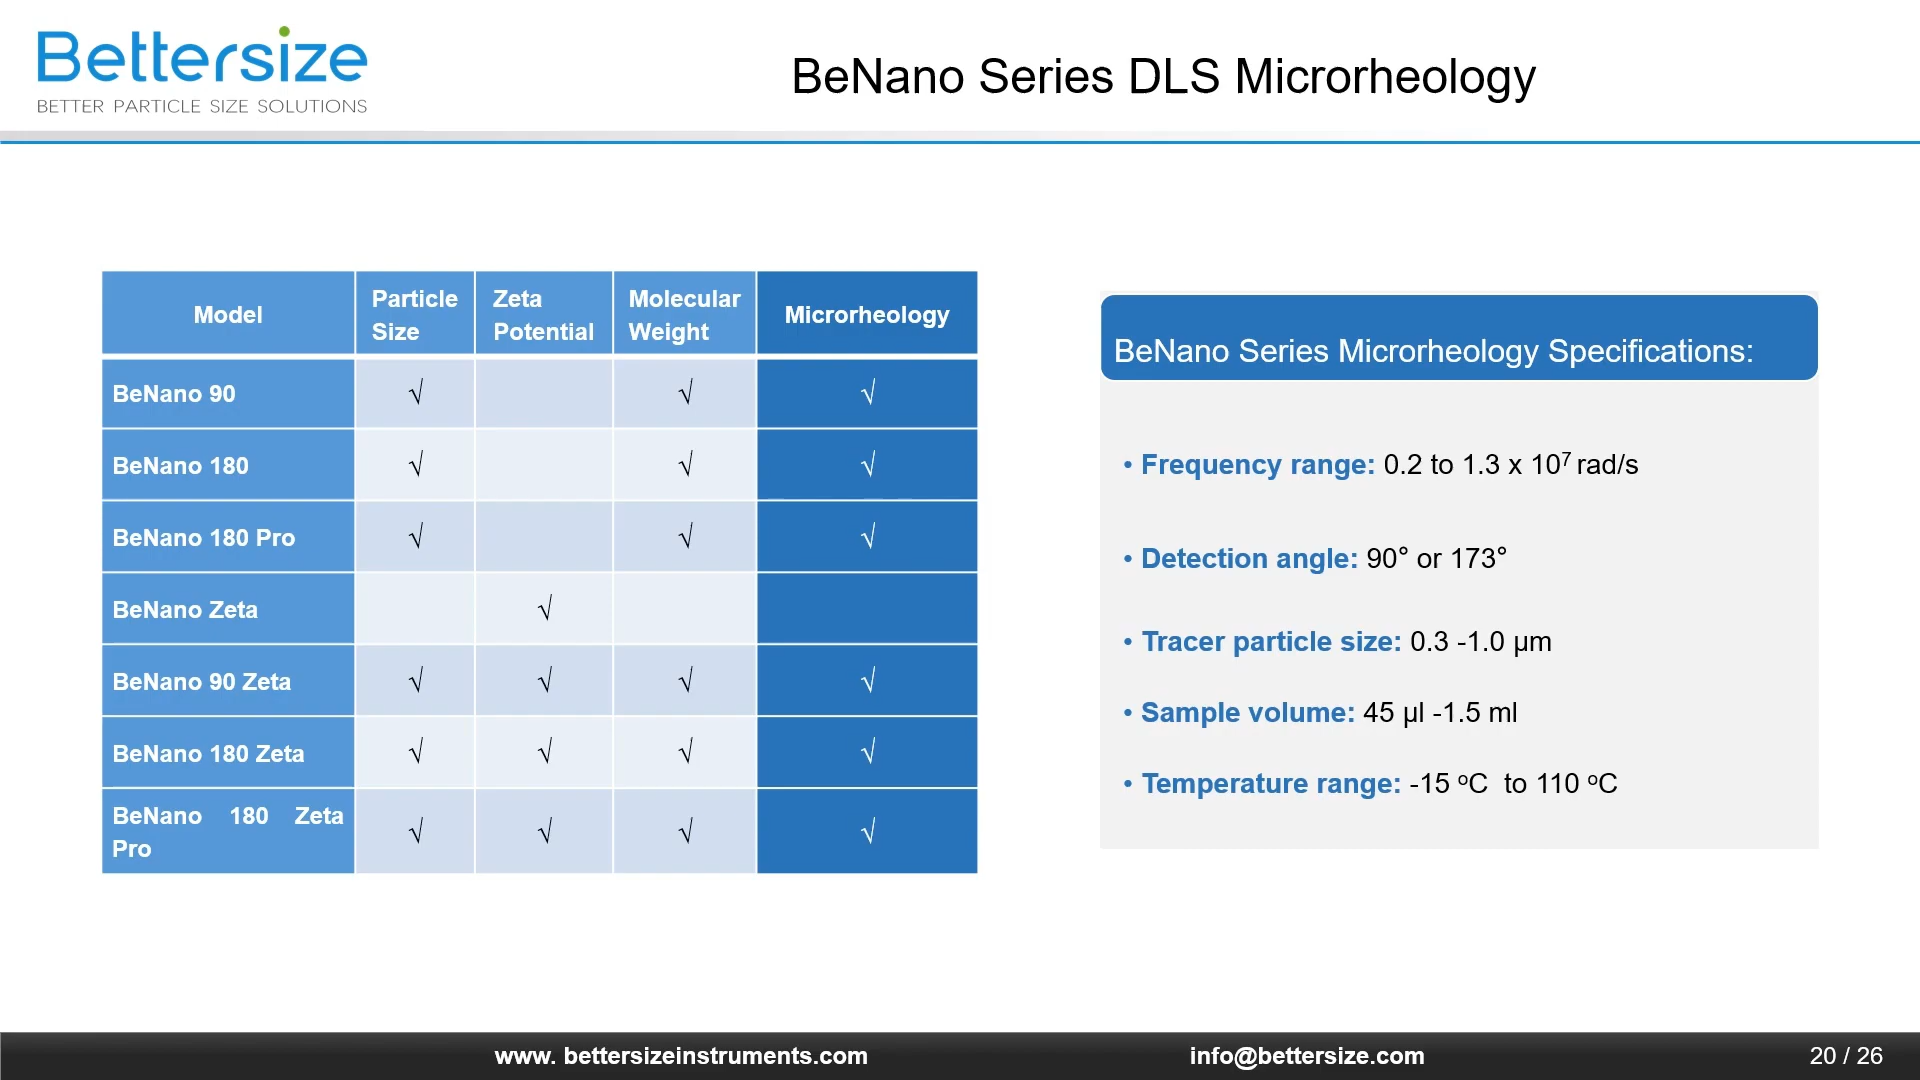 Bettersize
BETTER PARTICLE SIZE SOLUTIONS
BeNano Series DLS Microrheology
Model
Particle
Size
Zeta
Potential
Molecular
Weight
Microrheology
BeNano 90 √ √ √
BeNano 180 √ √ √
BeNano 180 Pro √ √ √
BeNano Zeta √
BeNano 90 Zeta √ √ √ √
BeNano 180 Zeta √ √ √ √
BeNano 180 Zeta
Pro √ √ √ √
BeNano Series Microrheology Specifications:
• Frequency range: 0.2 to 1.3 x 10⁷ rad/s
• Detection angle: 90° or 173°
• Tracer particle size: 0.3 -1.0 μm
• Sample volume: 45 μl -1.5 ml
• Temperature range: -15 ºC to 110 ºC
www. bettersizeinstruments.com
info@bettersize.com
20 / 26